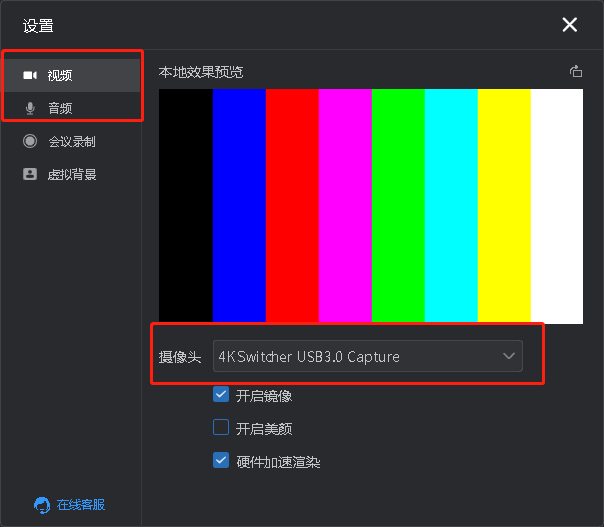 设置
视频
音频
会议录制
虚拟背景
本地效果预览
摄像头
4KSwitcher USB3.0 Capture
开启镜像
开启美颜
硬件加速渲染
在线客服